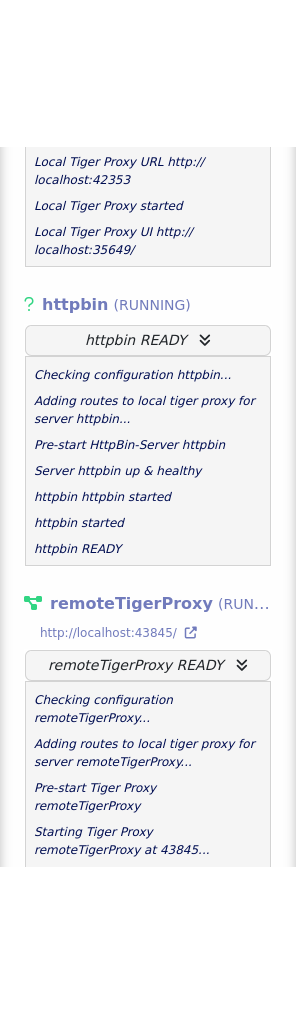 Local Tiger Proxy URL http://
localhost:42353
Local Tiger Proxy started
Local Tiger Proxy UI http://
localhost:35649/
? httpbin (RUNNING)
httpbin READY
Checking configuration httpbin...
Adding routes to local tiger proxy for
server httpbin...
Pre-start HttpBin-Server httpbin
Server httpbin up & healthy
httpbin httpbin started
httpbin started
httpbin READY
remoteTigerProxy (RUN...
http://localhost:43845/
remoteTigerProxy READY
Checking configuration
remoteTigerProxy...
Adding routes to local tiger proxy for
server remoteTigerProxy...
Pre-start Tiger Proxy
remoteTigerProxy
Starting Tiger Proxy
remoteTigerProxy at 43845...